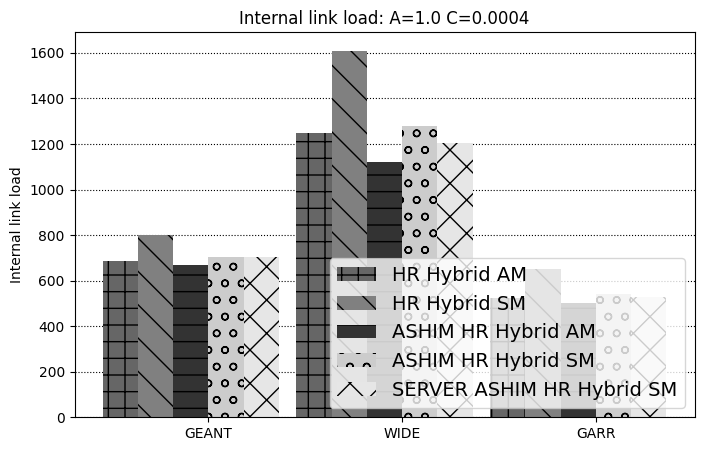 Internal link load: A=1.0 C=0.0004
Internal link load
1600
1400
1200
1000
800
600
400
200
0
HR Hybrid AM
HR Hybrid SM
ASHIM HR Hybrid AM
ASHIM HR Hybrid SM
SERVER ASHIM HR Hybrid SM
GEANT
WIDE
GARR